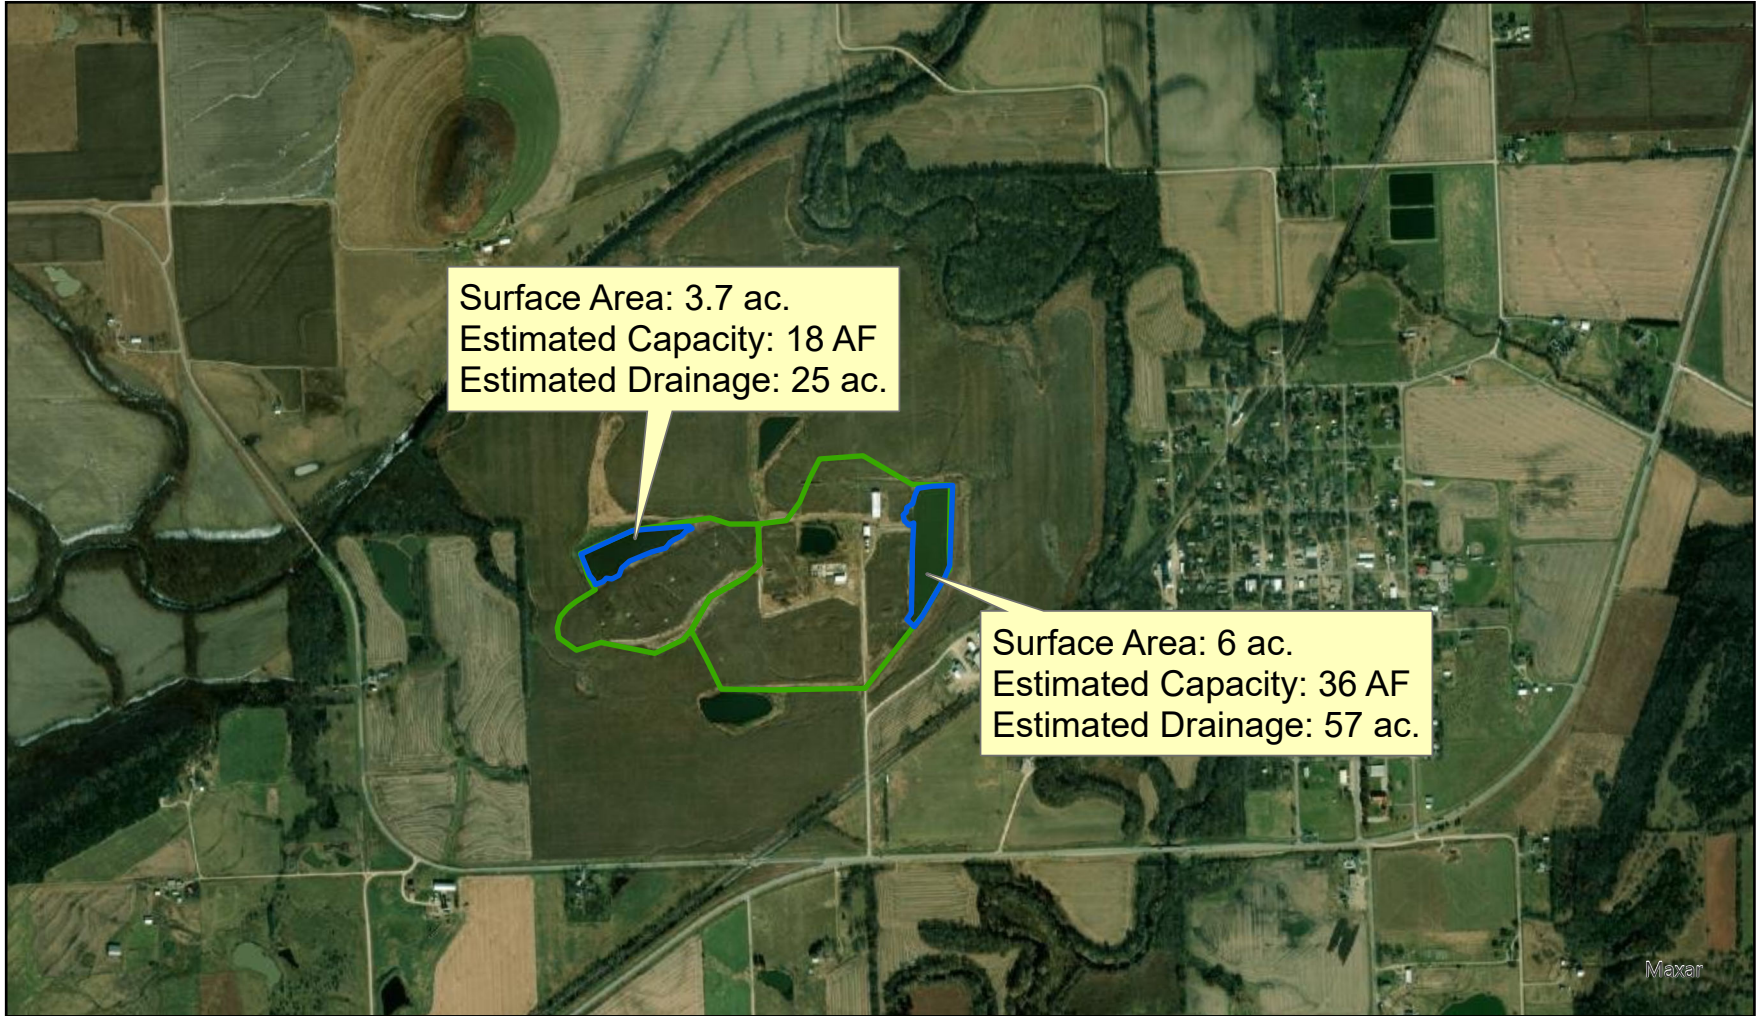 Surface Area: 3.7 ac.
Estimated Capacity: 18 AF
Estimated Drainage: 25 ac.
Surface Area: 6 ac.
Estimated Capacity: 36 AF
Estimated Drainage: 57 ac.
Maxar